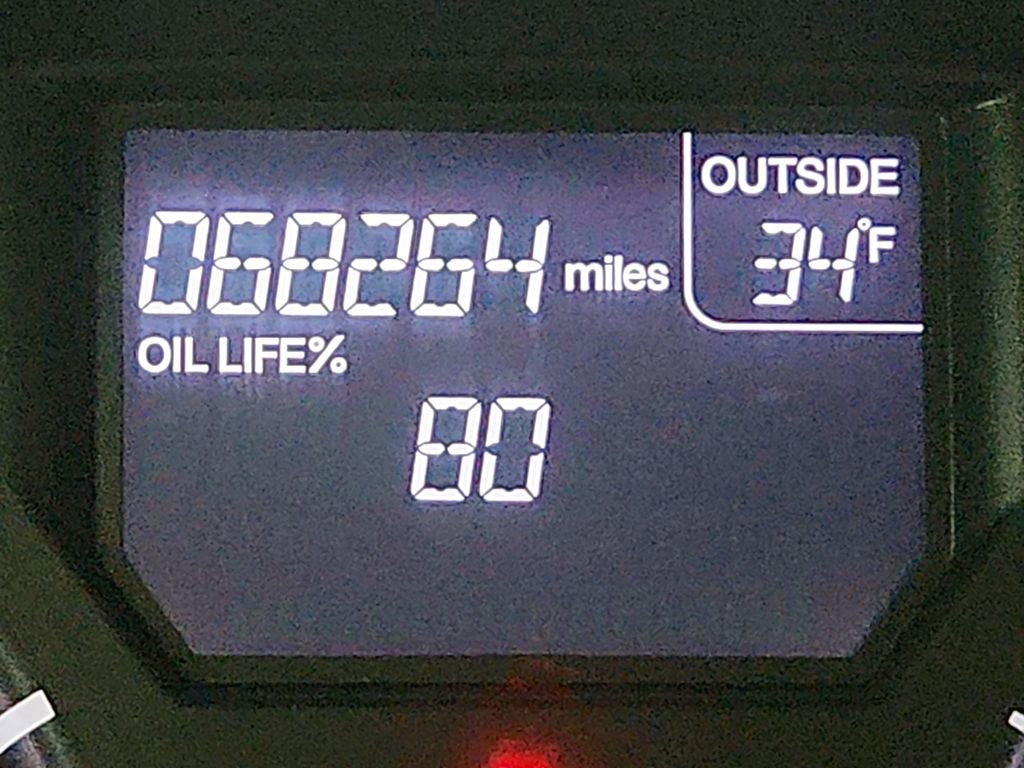 OUTSIDE
068264 miles
34°F
OIL LIFE%
80